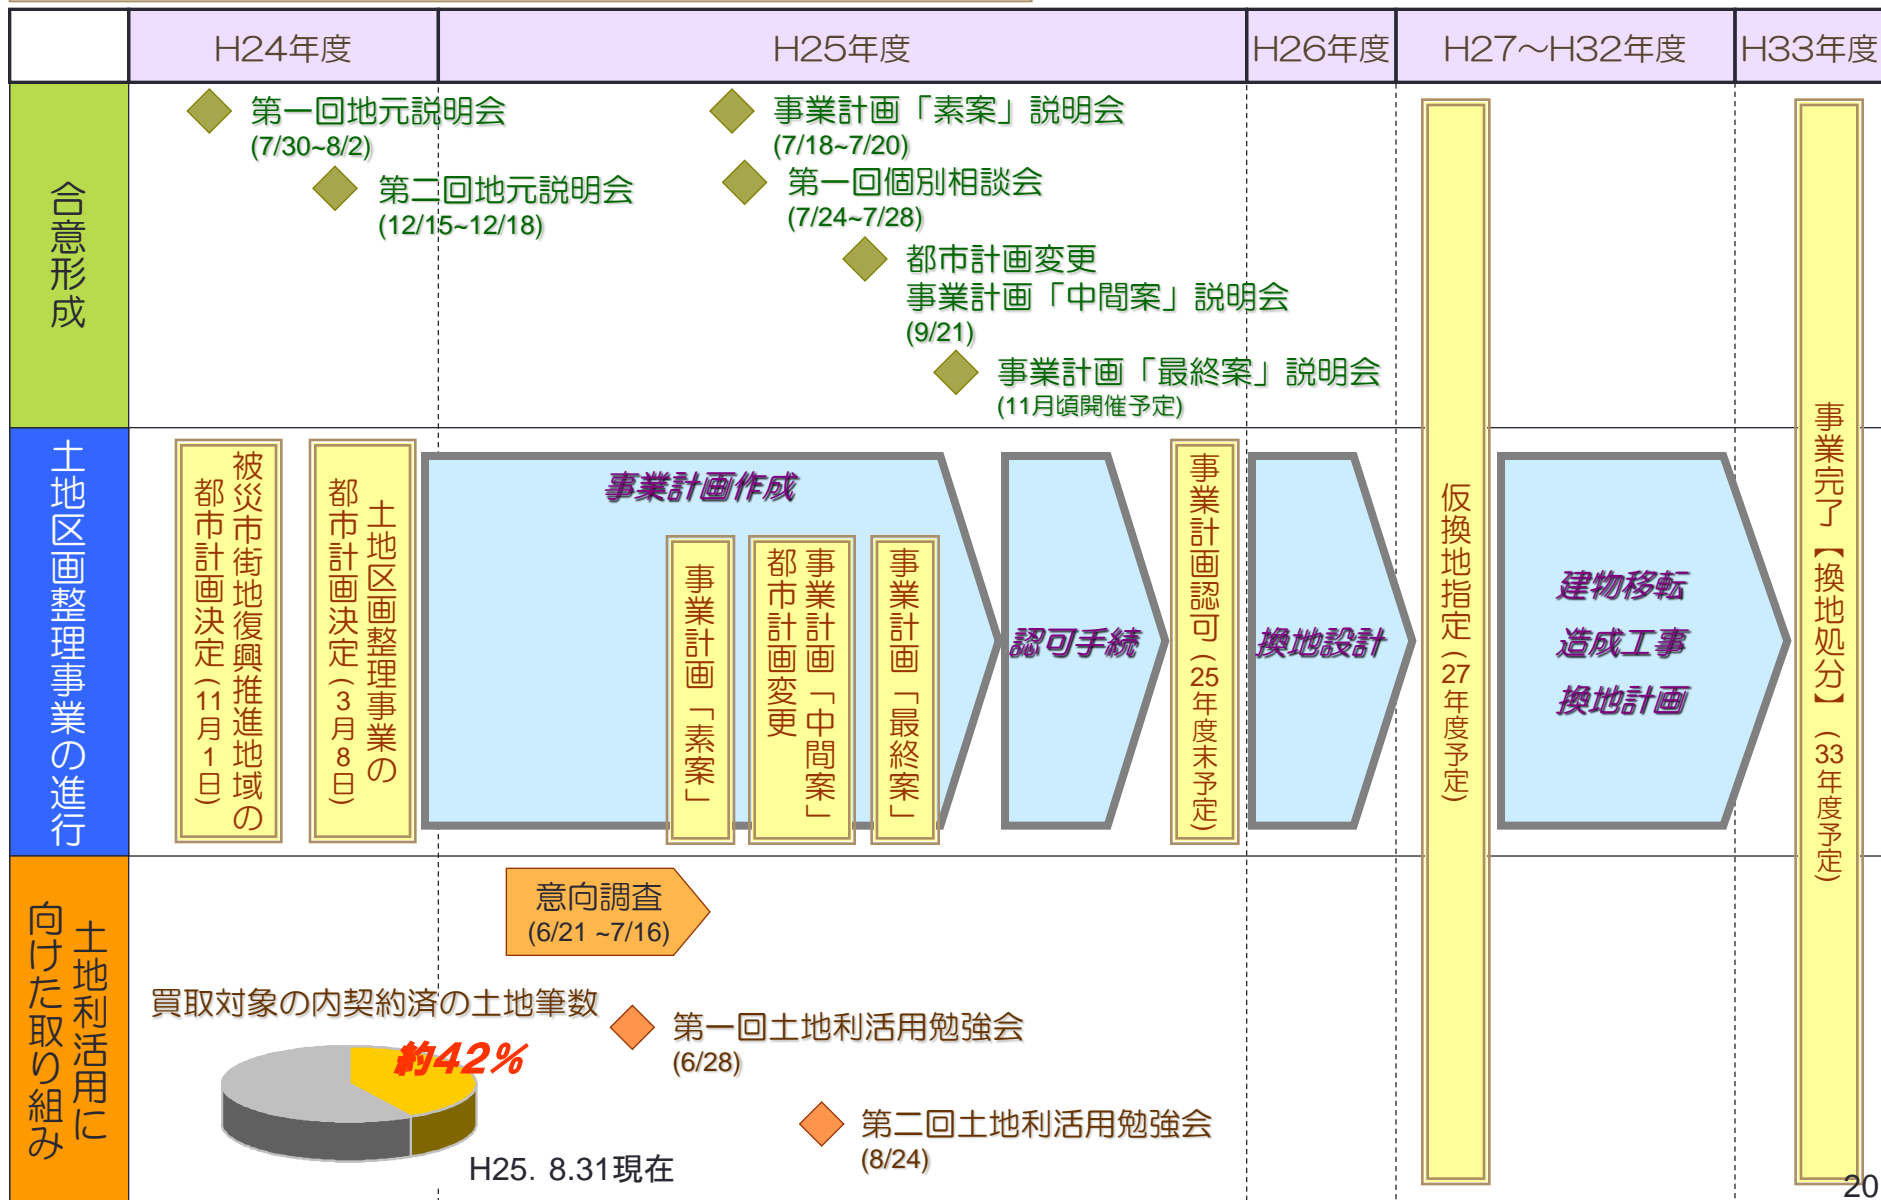 H24年度
H25年度
H26年度
H27～H32年度
H33年度
合意形成
第一回地元説明会
(7/30~8/2)
第二回地元説明会
(12/15~12/18)
事業計画「素案」説明会
(7/18~7/20)
第一回個別相談会
(7/24~7/28)
都市計画変更
事業計画「中間案」説明会
(9/21)
事業計画「最終案」説明会
(11月頃開催予定)
土地区画整理事業の進行
被災市街地復興推進地域の
都市計画決定(11月1日)
土地区画整理事業の
都市計画決定(3月8日)
事業計画作成
事業計画「素案」
事業計画「中間案」
都市計画変更
事業計画「最終案」
認可手続
事業計画認可(25年度末予定)
換地設計
仮換地指定(27年度予定)
建物移転
造成工事
換地計画
事業完了【換地処分】(33年度予定)
土地利活用に
向けた取り組み
意向調査
(6/21 ~7/16)
買取対象の内契約済の土地筆数
約42%
H25. 8.31現在
第一回土地利活用勉強会
(6/28)
第二回土地利活用勉強会
(8/24)
20